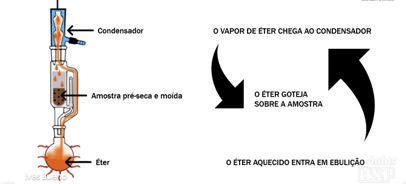 Condensador
O VAPOR DE ÉTER CHEGA AO CONDENSADOR
Amostra pré-seca e moída
O ÉTER GOTEJA
SOBRE A AMOSTRA
Éter
O ÉTER AQUECIDO ENTRA EM EBULIÇÃO